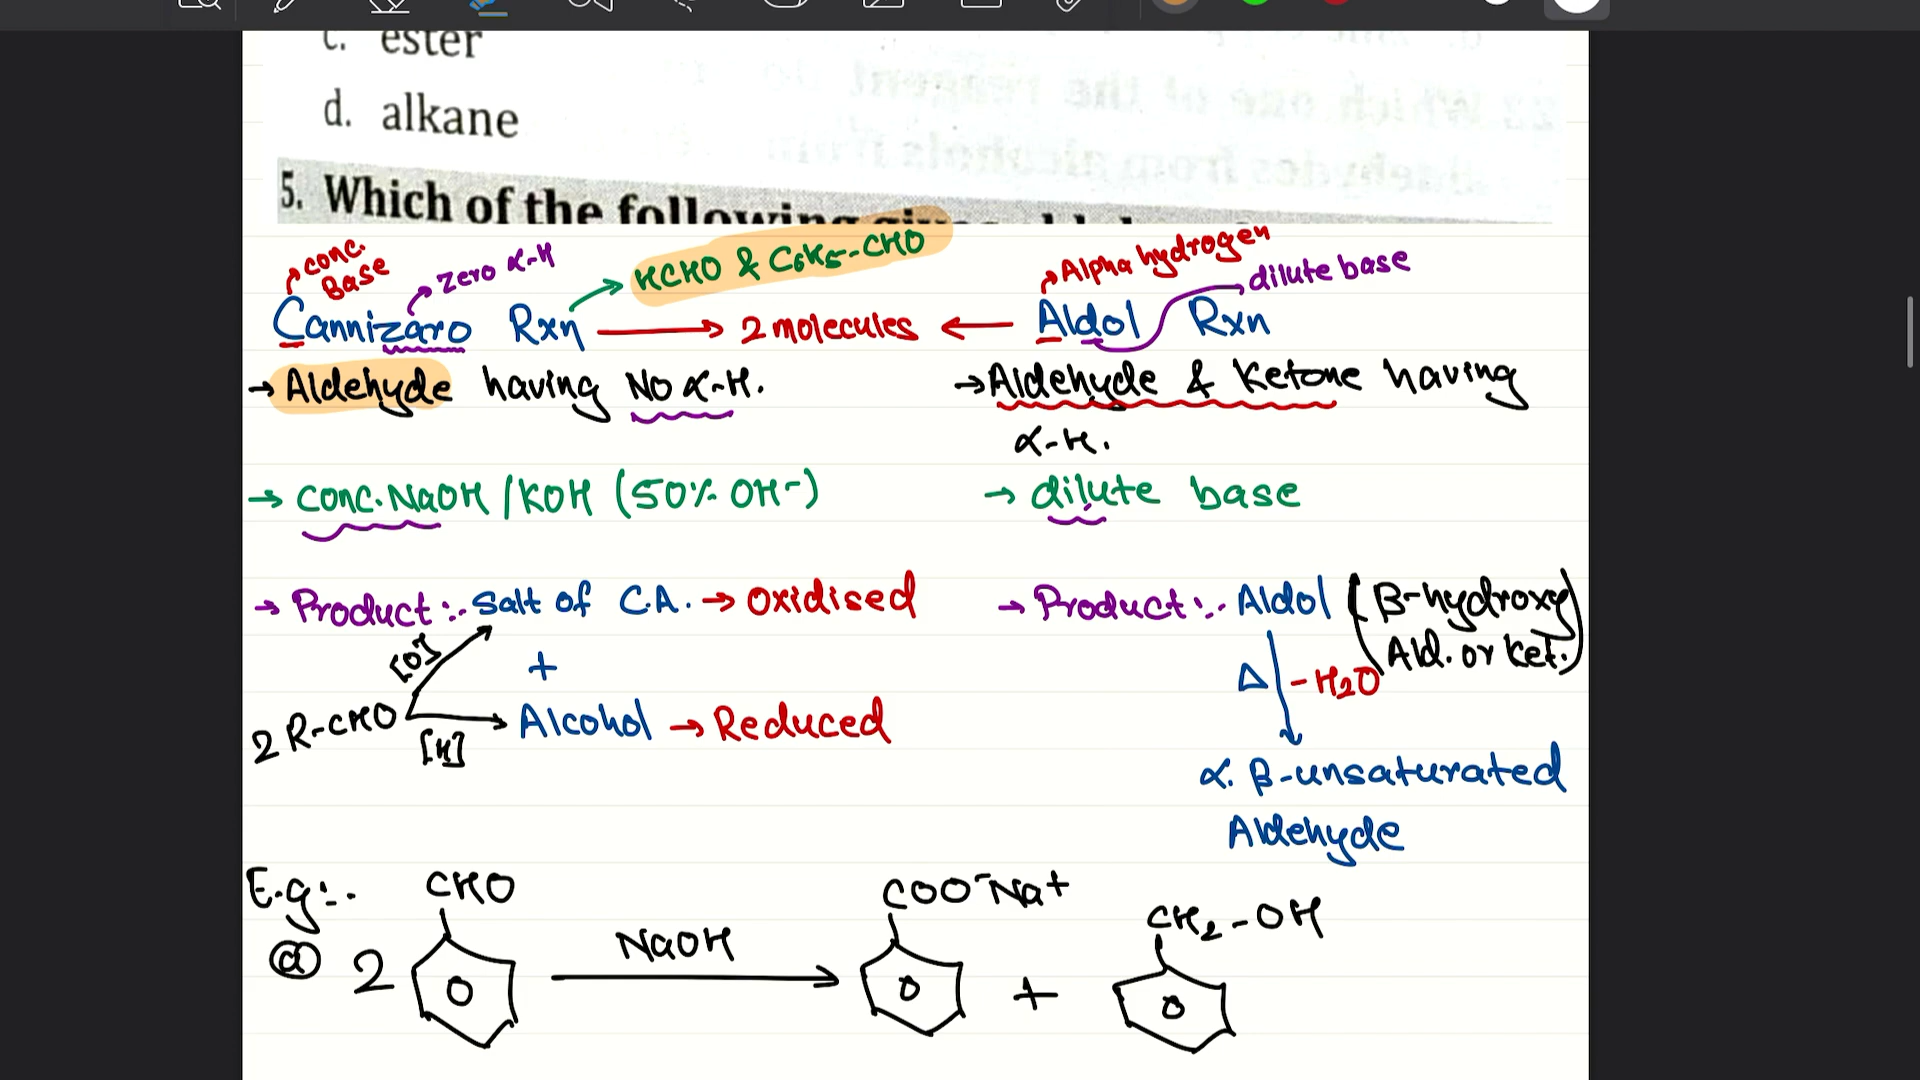 c. ester
d. alkane
5. Which of the following
conc. Base
zero α-H
HCHO & C6H5-CHO
Alpha hydrogen
dilute base
Cannizaro Rxn → 2 molecules ← Aldol Rxn
→ Aldehyde having No α-H.
→ Aldehyde & Ketone having
α-H.
→ Conc. NaOH / KOH (50% OH-)
→ dilute base
→ Product :- Salt of C.A. → Oxidised
[O]
+
2 R-CHO
[H]
Alcohol → Reduced
→ Product :- Aldol (β-hydroxy
Ald. or ket.)
Δ - H2O
α, β-unsaturated
Aldehyde
E.g :-
CHO
COO-Na+
CH2-OH
(a) 2
NaOH
+